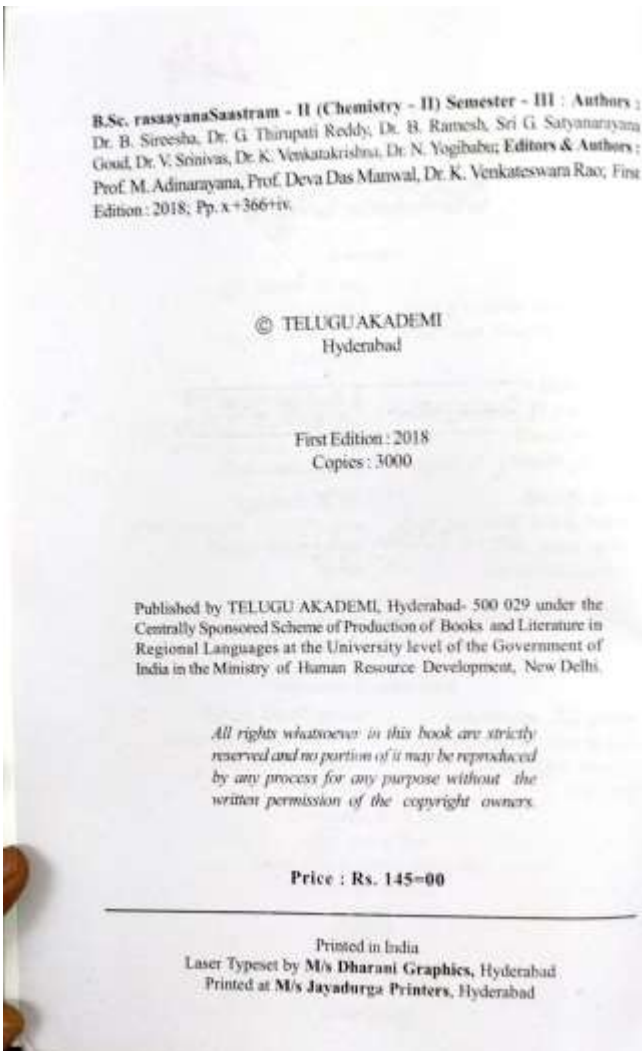 B.Sc. rasaayanaSaastram - II (Chemistry - II) Semester - III : Authors :
Dr. B. Sireesha, Dr. G. Thirupati Reddy, Dr. B. Ramesh, Sri G. Satyanarayana
Goud, Dr. V. Srinivas, Dr. K. Venkatakrishna, Dr. N. Yogibabu; Editors & Authors :
Prof. M. Adinarayana, Prof. Deva Das Manwal, Dr. K. Venkateswara Rao; First
Edition : 2018; Pp. x+366+iv.
© TELUGU AKADEMI
Hyderabad
First Edition : 2018
Copies : 3000
Published by TELUGU AKADEMI, Hyderabad- 500 029 under the
Centrally Sponsored Scheme of Production of Books and Literature in
Regional Languages at the University level of the Government of
India in the Ministry of Human Resource Development, New Delhi.
All rights whatsoever in this book are strictly
reserved and no portion of it may be reproduced
by any process for any purpose without the
written permission of the copyright owners.
Price : Rs. 145=00
Printed in India
Laser Typeset by M/s Dharani Graphics, Hyderabad
Printed at M/s Jayadurga Printers, Hyderabad